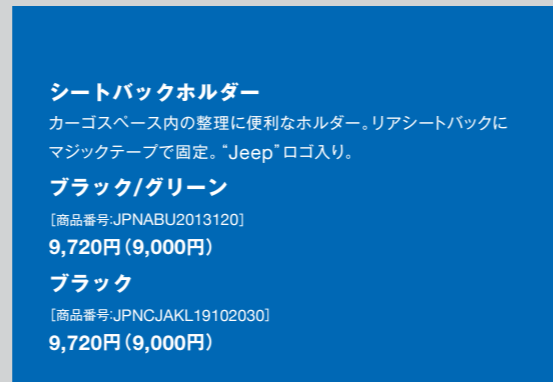 シートバックホルダー
カーゴスペース内の整理に便利なホルダー。リアシートバックに
マジックテープで固定。“Jeep”ロゴ入り。
ブラック/グリーン
[商品番号:JPNABU2013120]
9,720円(9,000円)
ブラック
[商品番号:JPNCJAKL19102030]
9,720円(9,000円)